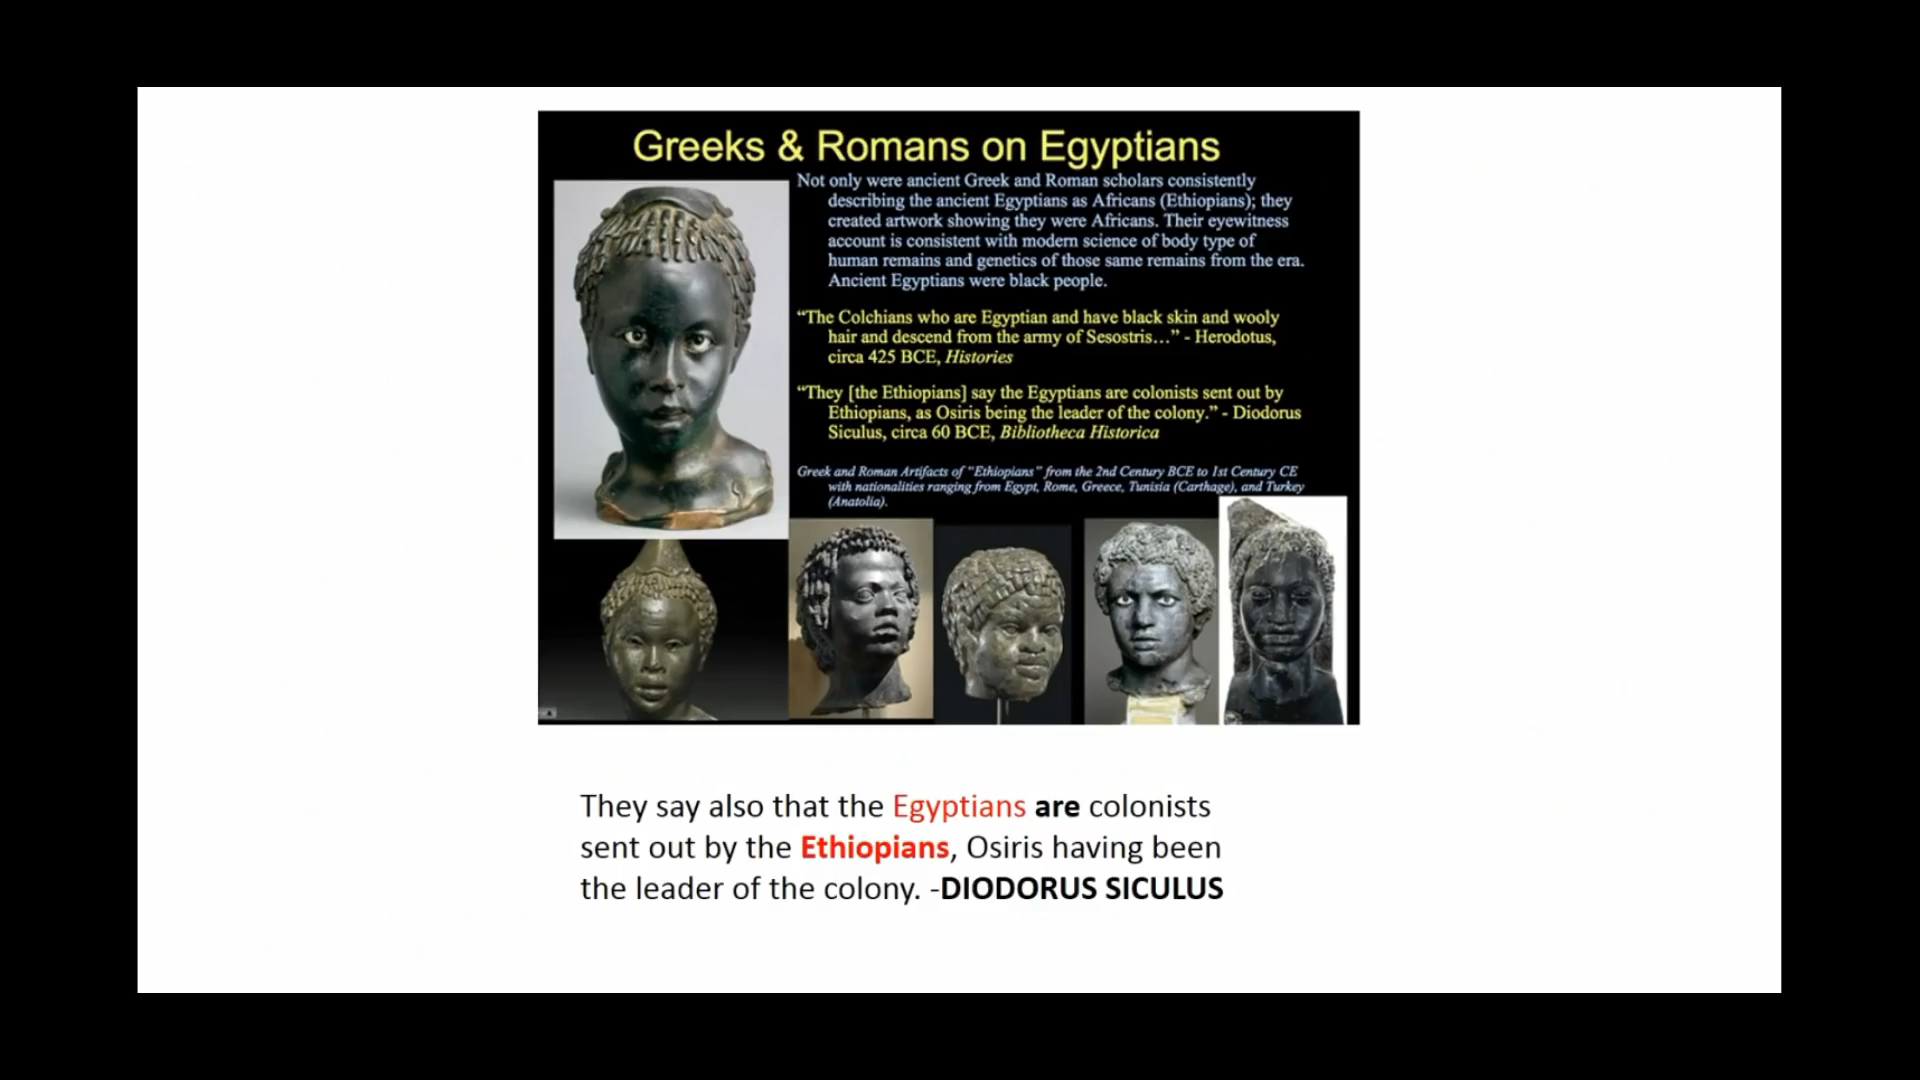 Greeks & Romans on Egyptians
Not only were ancient Greek and Roman scholars consistently
describing the ancient Egyptians as Africans (Ethiopians); they
created artwork showing they were Africans. Their eyewitness
account is consistent with modern science of body type of
human remains and genetics of those same remains from the era.
Ancient Egyptians were black people.
“The Colchians who are Egyptian and have black skin and wooly
hair and descend from the army of Sesostris…” - Herodotus,
circa 425 BCE, Histories
“They [the Ethiopians] say the Egyptians are colonists sent out by
Ethiopians, as Osiris being the leader of the colony.” - Diodorus
Siculus, circa 60 BCE, Bibliotheca Historica
Greek and Roman Artifacts of “Ethiopians” from the 2nd Century BCE to 1st Century CE
with nationalities ranging from Egypt, Rome, Greece, Tunisia (Carthage), and Turkey
(Anatolia).
They say also that the Egyptians are colonists
sent out by the Ethiopians, Osiris having been
the leader of the colony. -DIODORUS SICULUS